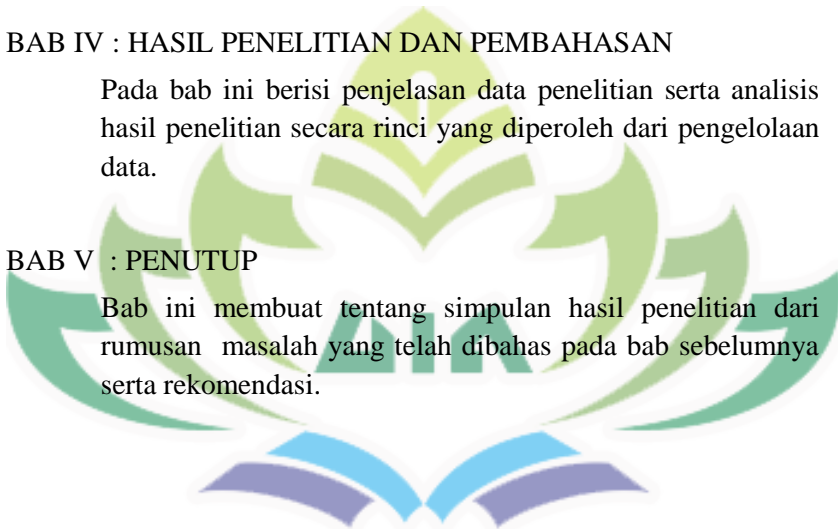 BAB IV : HASIL PENELITIAN DAN PEMBAHASAN
Pada bab ini berisi penjelasan data penelitian serta analisis
hasil penelitian secara rinci yang diperoleh dari pengelolaan
data.
BAB V : PENUTUP
Bab ini membuat tentang simpulan hasil penelitian dari
rumusan masalah yang telah dibahas pada bab sebelumnya
serta rekomendasi.